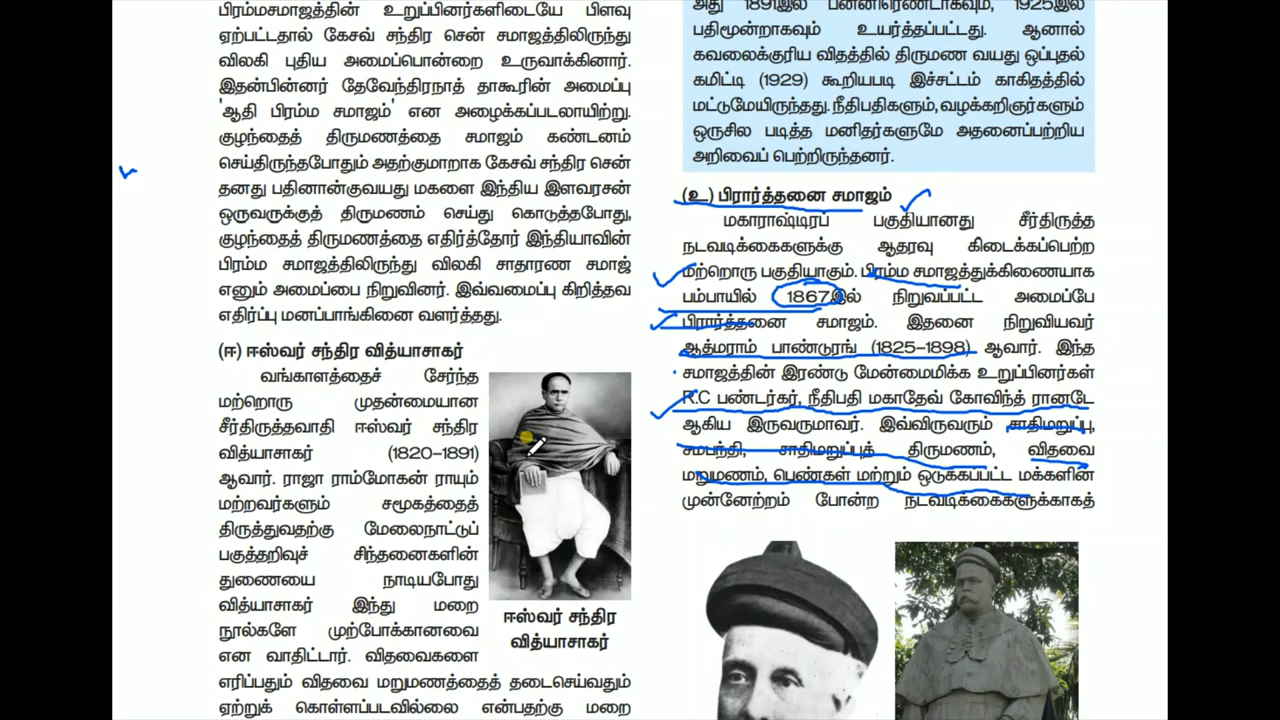 பிரம்மசமாஜத்தின் உறுப்பினர்களிடையே பிளவு
ஏற்பட்டதால் கேசவ் சந்திர சென் சமாஜத்திலிருந்து
விலகி புதிய அமைப்பொன்றை உருவாக்கினார்.
இதன்பின்னர் தேவேந்திரநாத் தாகூரின் அமைப்பு
'ஆதி பிரம்ம சமாஜம்' என அழைக்கப்படலாயிற்று.
குழந்தைத் திருமணத்தை சமாஜம் கண்டனம்
செய்திருந்தபோதும் அதற்குமாறாக கேசவ் சந்திர சென்
தனது பதினான்குவயது மகளை இந்திய இளவரசன்
ஒருவருக்குத் திருமணம் செய்து கொடுத்தபோது,
குழந்தைத் திருமணத்தை எதிர்த்தோர் இந்தியாவின்
பிரம்ம சமாஜத்திலிருந்து விலகி சாதாரண சமாஜ்
எனும் அமைப்பை நிறுவினர். இவ்வமைப்பு கிறித்தவ
எதிர்ப்பு மனப்பாங்கினை வளர்த்தது.
(ஈ) ஈஸ்வர் சந்திர வித்யாசாகர்
வங்காளத்தைச் சேர்ந்த
மற்றொரு முதன்மையான
சீர்திருத்தவாதி ஈஸ்வர் சந்திர
வித்யாசாகர் (1820–1891)
ஆவார். ராஜா ராம்மோகன் ராயும்
மற்றவர்களும் சமூகத்தைத்
திருத்துவதற்கு மேலைநாட்டுப்
பகுத்தறிவுச் சிந்தனைகளின்
துணையை நாடியபோது
வித்யாசாகர் இந்து மறை
நூல்களே முற்போக்கானவை
என வாதிட்டார். விதவைகளை
எரிப்பதும் விதவை மறுமணத்தைத் தடைசெய்வதும்
ஏற்றுக் கொள்ளப்படவில்லை என்பதற்கு மறை
ஈஸ்வர் சந்திர
வித்யாசாகர்
அது 1891இல் பன்னிரெண்டாகவும், 1925இல்
பதிமூன்றாகவும் உயர்த்தப்பட்டது. ஆனால்
கவலைக்குரிய விதத்தில் திருமண வயது ஒப்புதல்
கமிட்டி (1929) கூறியபடி இச்சட்டம் காகிதத்தில்
மட்டுமேயிருந்தது. நீதிபதிகளும், வழக்கறிஞர்களும்
ஒருசில படித்த மனிதர்களுமே அதனைப்பற்றிய
அறிவைப் பெற்றிருந்தனர்.
(உ) பிரார்த்தனை சமாஜம்
மகாராஷ்டிரப் பகுதியானது சீர்திருத்த
நடவடிக்கைகளுக்கு ஆதரவு கிடைக்கப்பெற்ற
மற்றொரு பகுதியாகும். பிரம்ம சமாஜத்துக்கிணையாக
பம்பாயில் 1867இல் நிறுவப்பட்ட அமைப்பே
பிரார்த்தனை சமாஜம். இதனை நிறுவியவர்
ஆத்மராம் பாண்டுரங் (1825–1898) ஆவார். இந்த
சமாஜத்தின் இரண்டு மேன்மைமிக்க உறுப்பினர்கள்
R.C பண்டர்கர், நீதிபதி மகாதேவ் கோவிந்த் ரானடே
ஆகிய இருவருமாவர். இவ்விருவரும் சாதிமறுப்பு,
சமபந்தி, சாதிமறுப்புத் திருமணம், விதவை
மறுமணம், பெண்கள் மற்றும் ஒடுக்கப்பட்ட மக்களின்
முன்னேற்றம் போன்ற நடவடிக்கைகளுக்காகத்